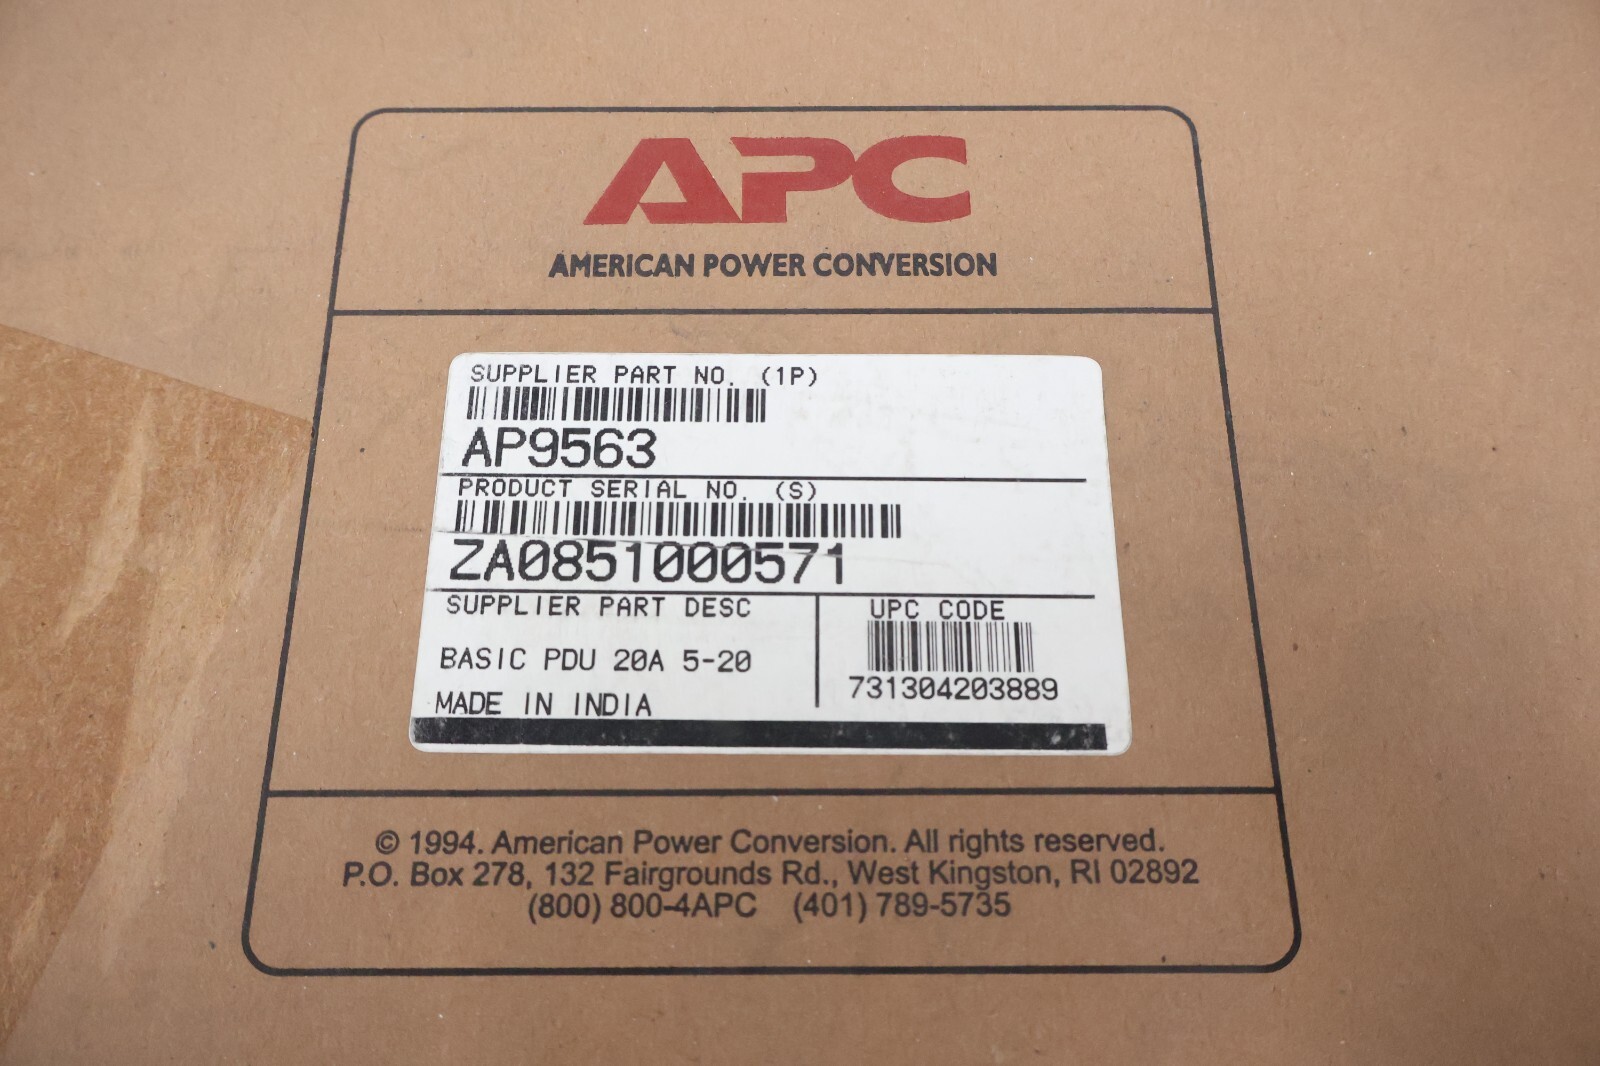 APC
AMERICAN POWER CONVERSION
SUPPLIER PART NO. (1P)
AP9563
PRODUCT SERIAL NO. (S)
ZA0851000571
SUPPLIER PART DESC
BASIC PDU 20A 5-20
MADE IN INDIA
UPC CODE
731304203889
© 1994. American Power Conversion. All rights reserved.
P.O. Box 278, 132 Fairgrounds Rd., West Kingston, RI 02892
(800) 800-4APC (401) 789-5735